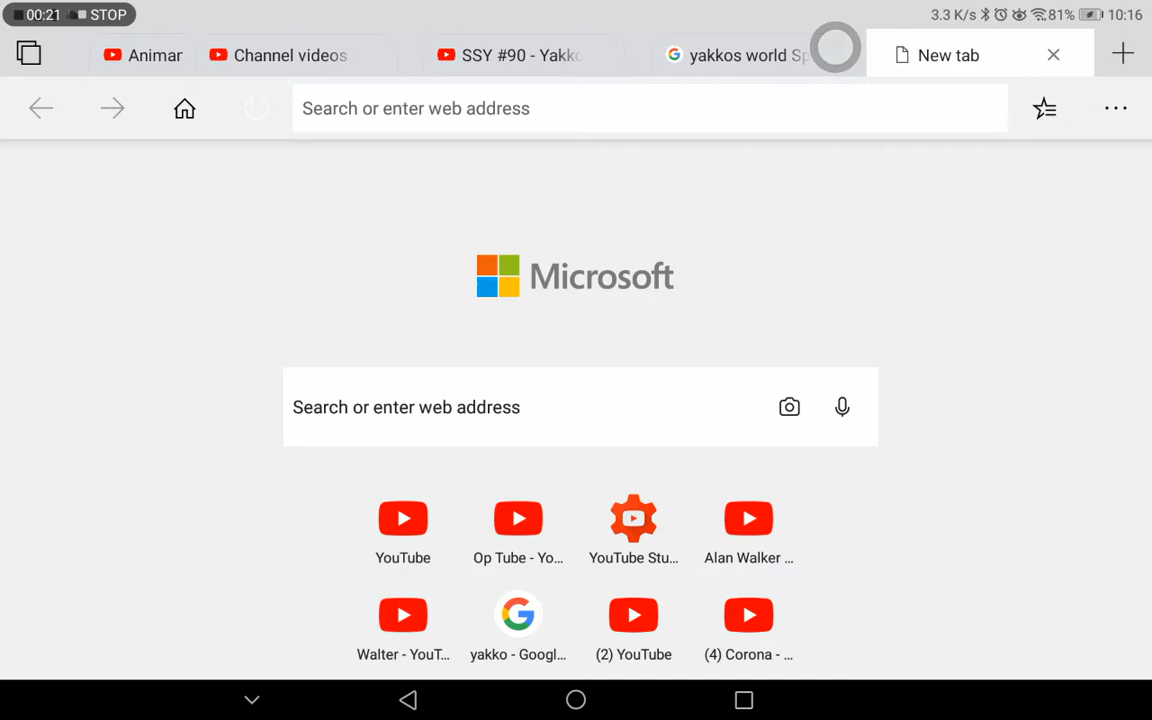 00:21 STOP 3.3 K/s 81% 10:16
Animar Channel videos SSY #90 - Yakko yakkos world Sp New tab
Search or enter web address
Microsoft
Search or enter web address
YouTube Op Tube - Yo... YouTube Stu... Alan Walker ...
Walter - YouT... yakko - Googl... (2) YouTube (4) Corona - ...